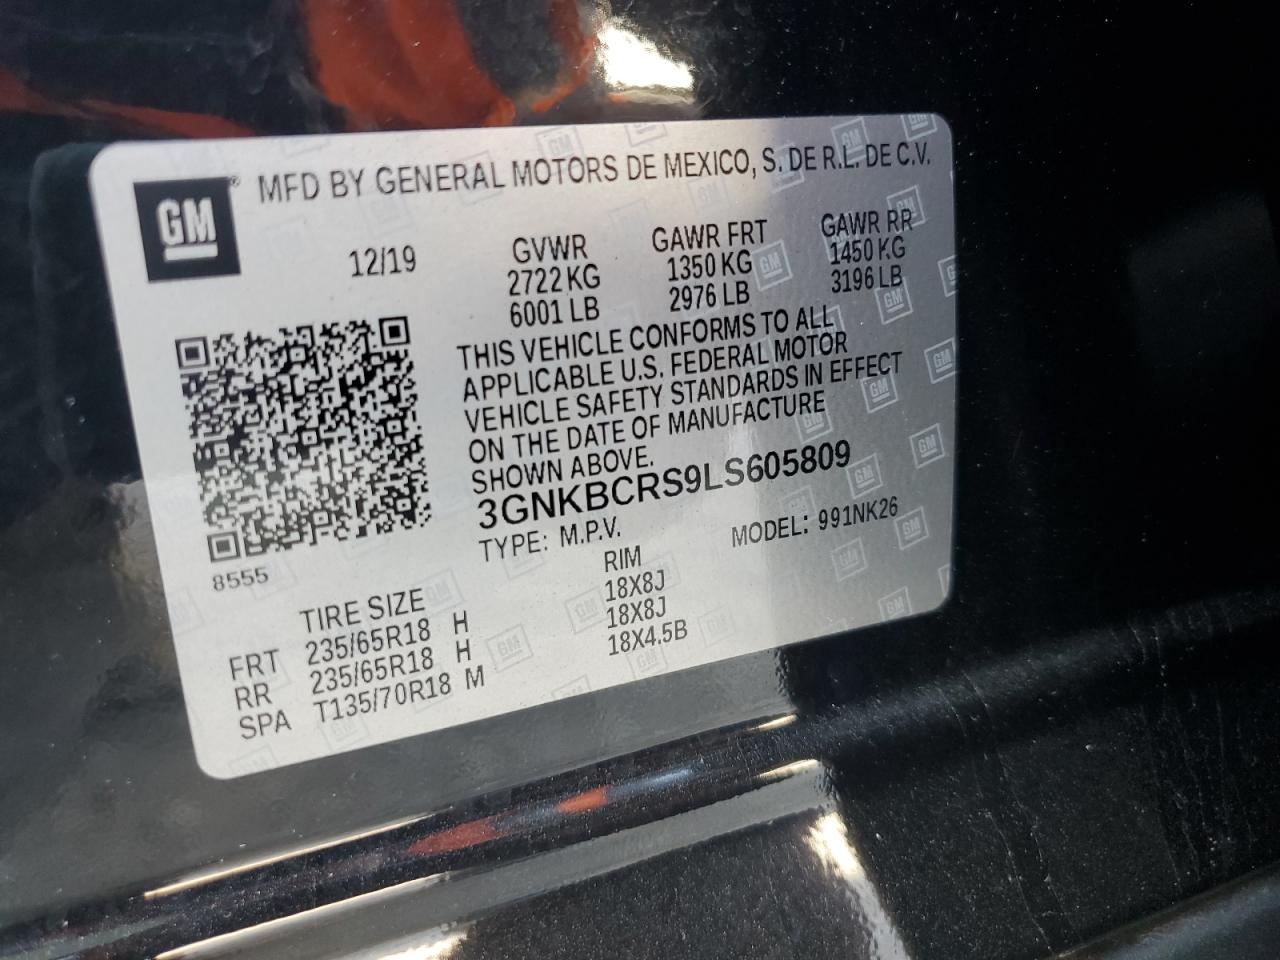 GM® MFD BY GENERAL MOTORS DE MEXICO, S. DE R.L. DE C.V.
12/19 GVWR GAWR FRT GAWR RR
2722 KG 1350 KG 1450 KG
6001 LB 2976 LB 3196 LB
THIS VEHICLE CONFORMS TO ALL
APPLICABLE U.S. FEDERAL MOTOR
VEHICLE SAFETY STANDARDS IN EFFECT
ON THE DATE OF MANUFACTURE
SHOWN ABOVE.
3GNKBCRS9LS605809
TYPE: M.P.V. MODEL: 991NK26
8555
TIRE SIZE RIM
FRT 235/65R18 H 18X8J
RR 235/65R18 H 18X8J
SPA T135/70R18 M 18X4.5B